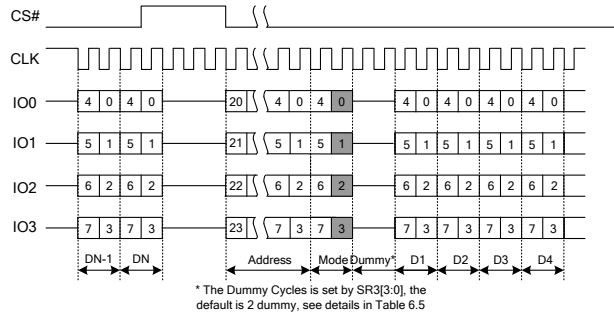 CS#
CLK
IO0 4 0 4 0 20 4 0 4 0 4 0 4 0 4 0 4 0
IO1 5 1 5 1 21 5 1 5 1 5 1 5 1 5 1 5 1
IO2 6 2 6 2 22 6 2 6 2 6 2 6 2 6 2 6 2
IO3 7 3 7 3 23 7 3 7 3 7 3 7 3 7 3 7 3
DN-1 DN Address Mode Dummy* D1 D2 D3 D4
* The Dummy Cycles is set by SR3[3:0], the
default is 2 dummy, see details in Table 6.5